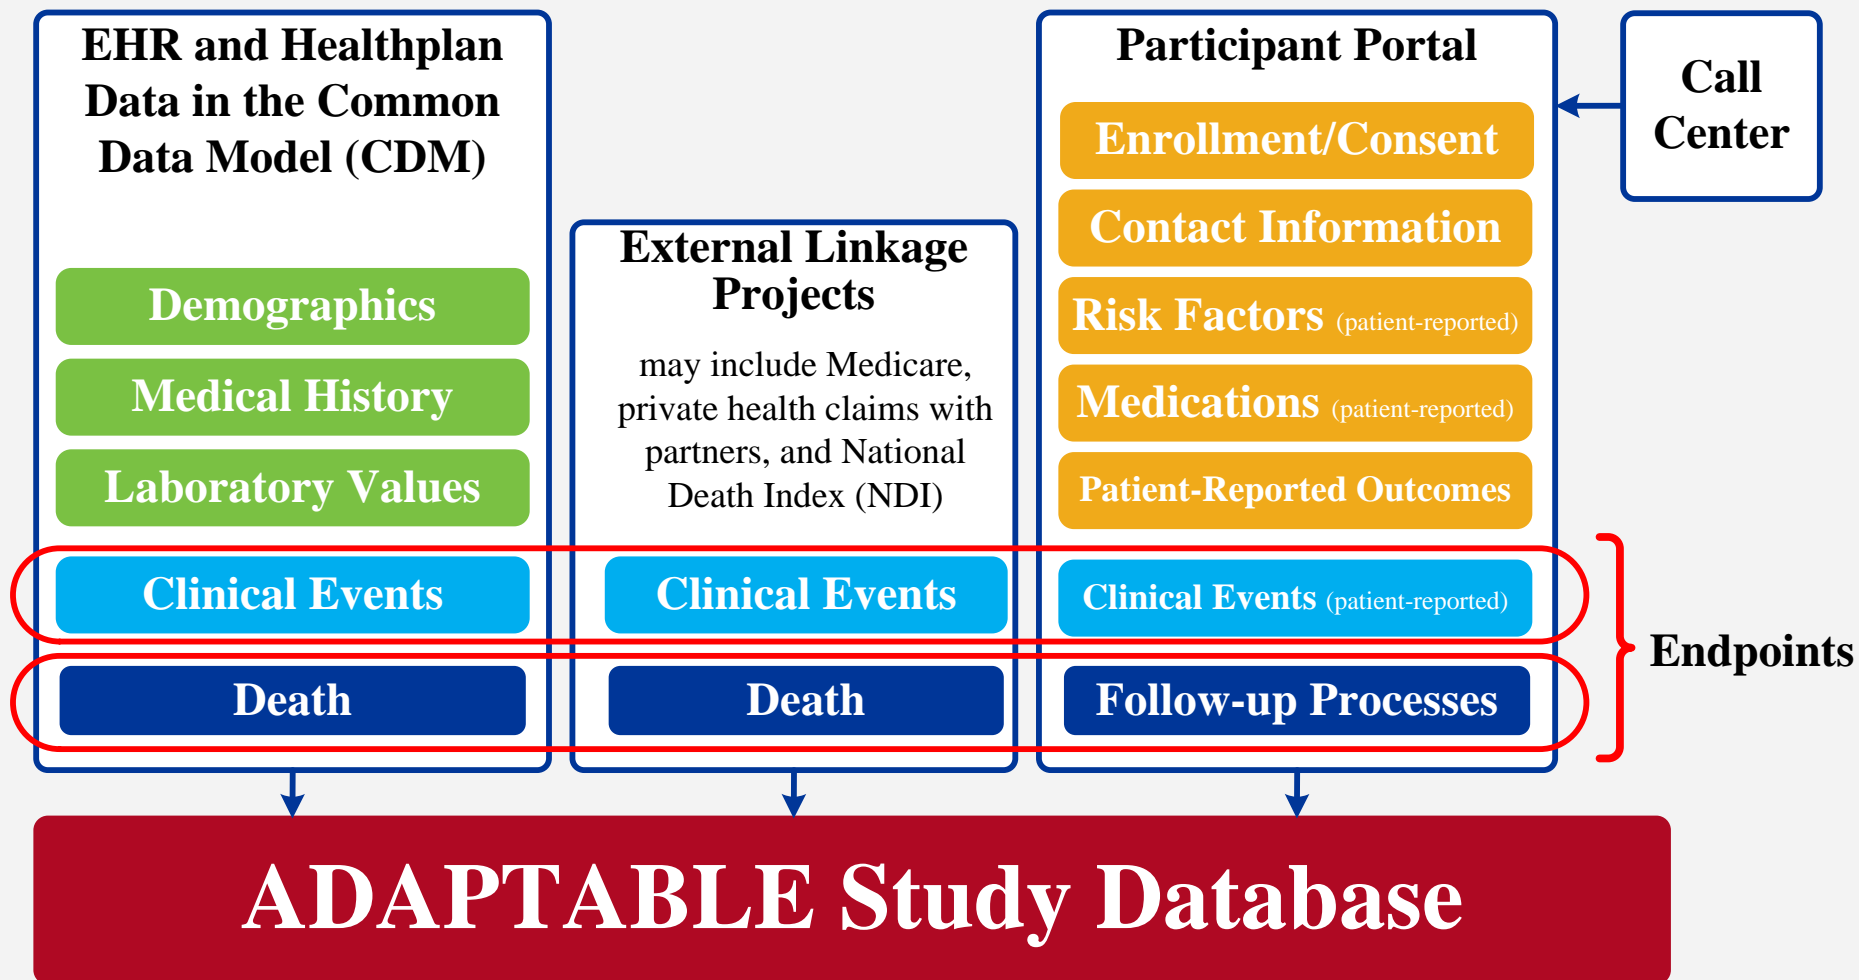 EHR and Healthplan
Data in the Common
Data Model (CDM)
Demographics
Medical History
Laboratory Values
Clinical Events
Death
External Linkage
Projects
may include Medicare,
private health claims with
partners, and National
Death Index (NDI)
Clinical Events
Death
Participant Portal
Enrollment/Consent
Contact Information
Risk Factors (patient-reported)
Medications (patient-reported)
Patient-Reported Outcomes
Clinical Events (patient-reported)
Follow-up Processes
Call
Center
Endpoints
ADAPTABLE Study Database